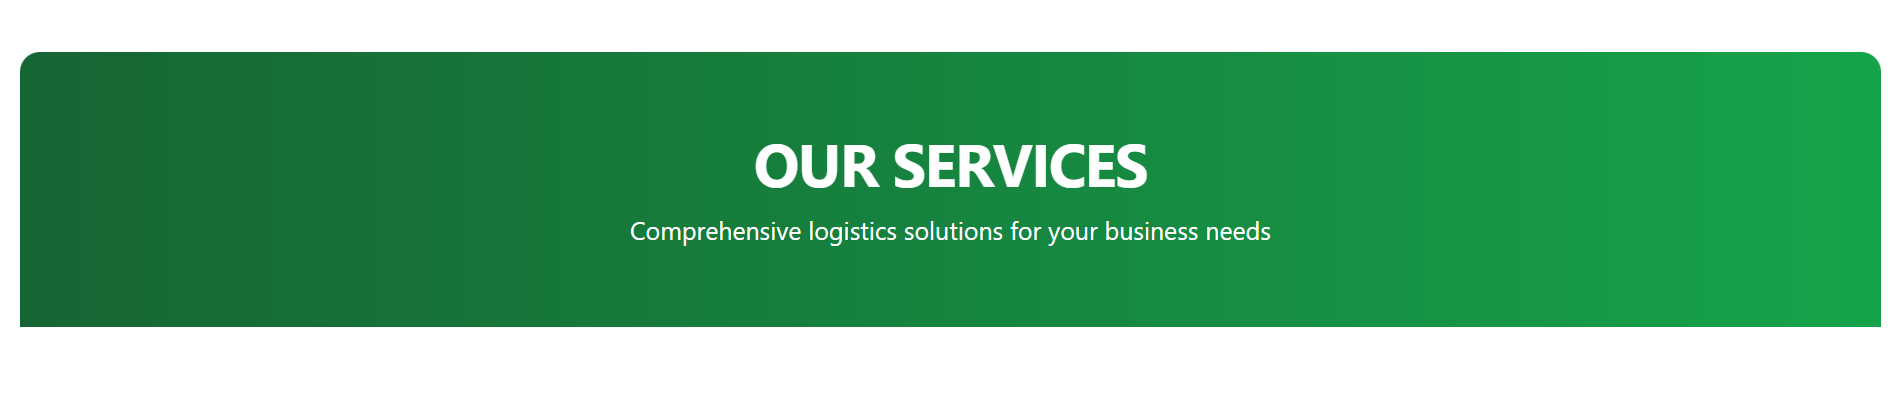 OUR SERVICES
Comprehensive logistics solutions for your business needs